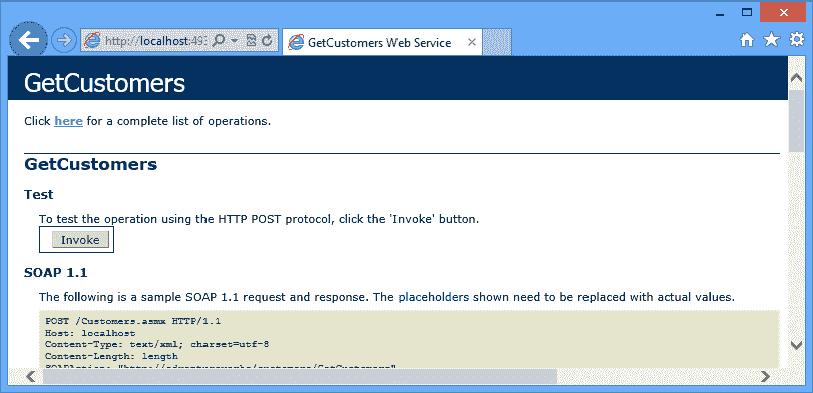 http://localhost:493
GetCustomers Web Service
GetCustomers
Click here for a complete list of operations.
GetCustomers
Test
To test the operation using the HTTP POST protocol, click the 'Invoke' button.
Invoke
SOAP 1.1
The following is a sample SOAP 1.1 request and response. The placeholders shown need to be replaced with actual values.
POST /Customers.asmx HTTP/1.1
Host: localhost
Content-Type: text/xml; charset=utf-8
Content-Length: length